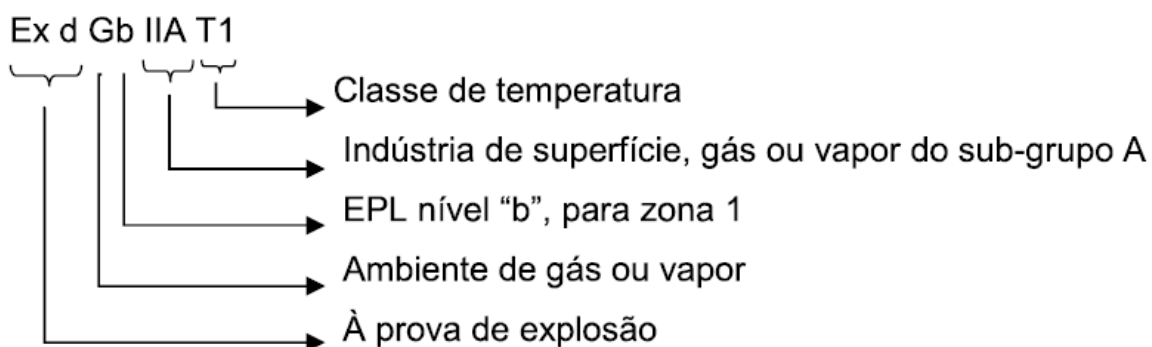 Ex d Gb IIA T1
Classe de temperatura
Indústria de superfície, gás ou vapor do sub-grupo A
EPL nível “b”, para zona 1
Ambiente de gás ou vapor
À prova de explosão